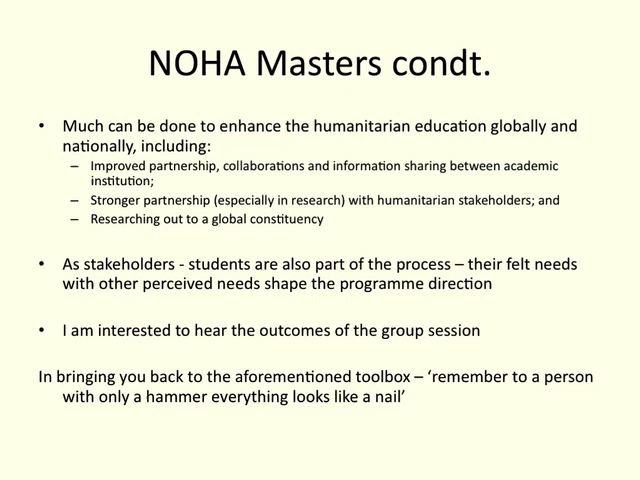 NOHA Masters condt.
• Much can be done to enhance the humanitarian education globally and
nationally, including:
– Improved partnership, collaborations and information sharing between academic
institution;
– Stronger partnership (especially in research) with humanitarian stakeholders; and
– Researching out to a global constituency
• As stakeholders - students are also part of the process – their felt needs
with other perceived needs shape the programme direction
• I am interested to hear the outcomes of the group session
In bringing you back to the aforementioned toolbox – ‘remember to a person
with only a hammer everything looks like a nail’